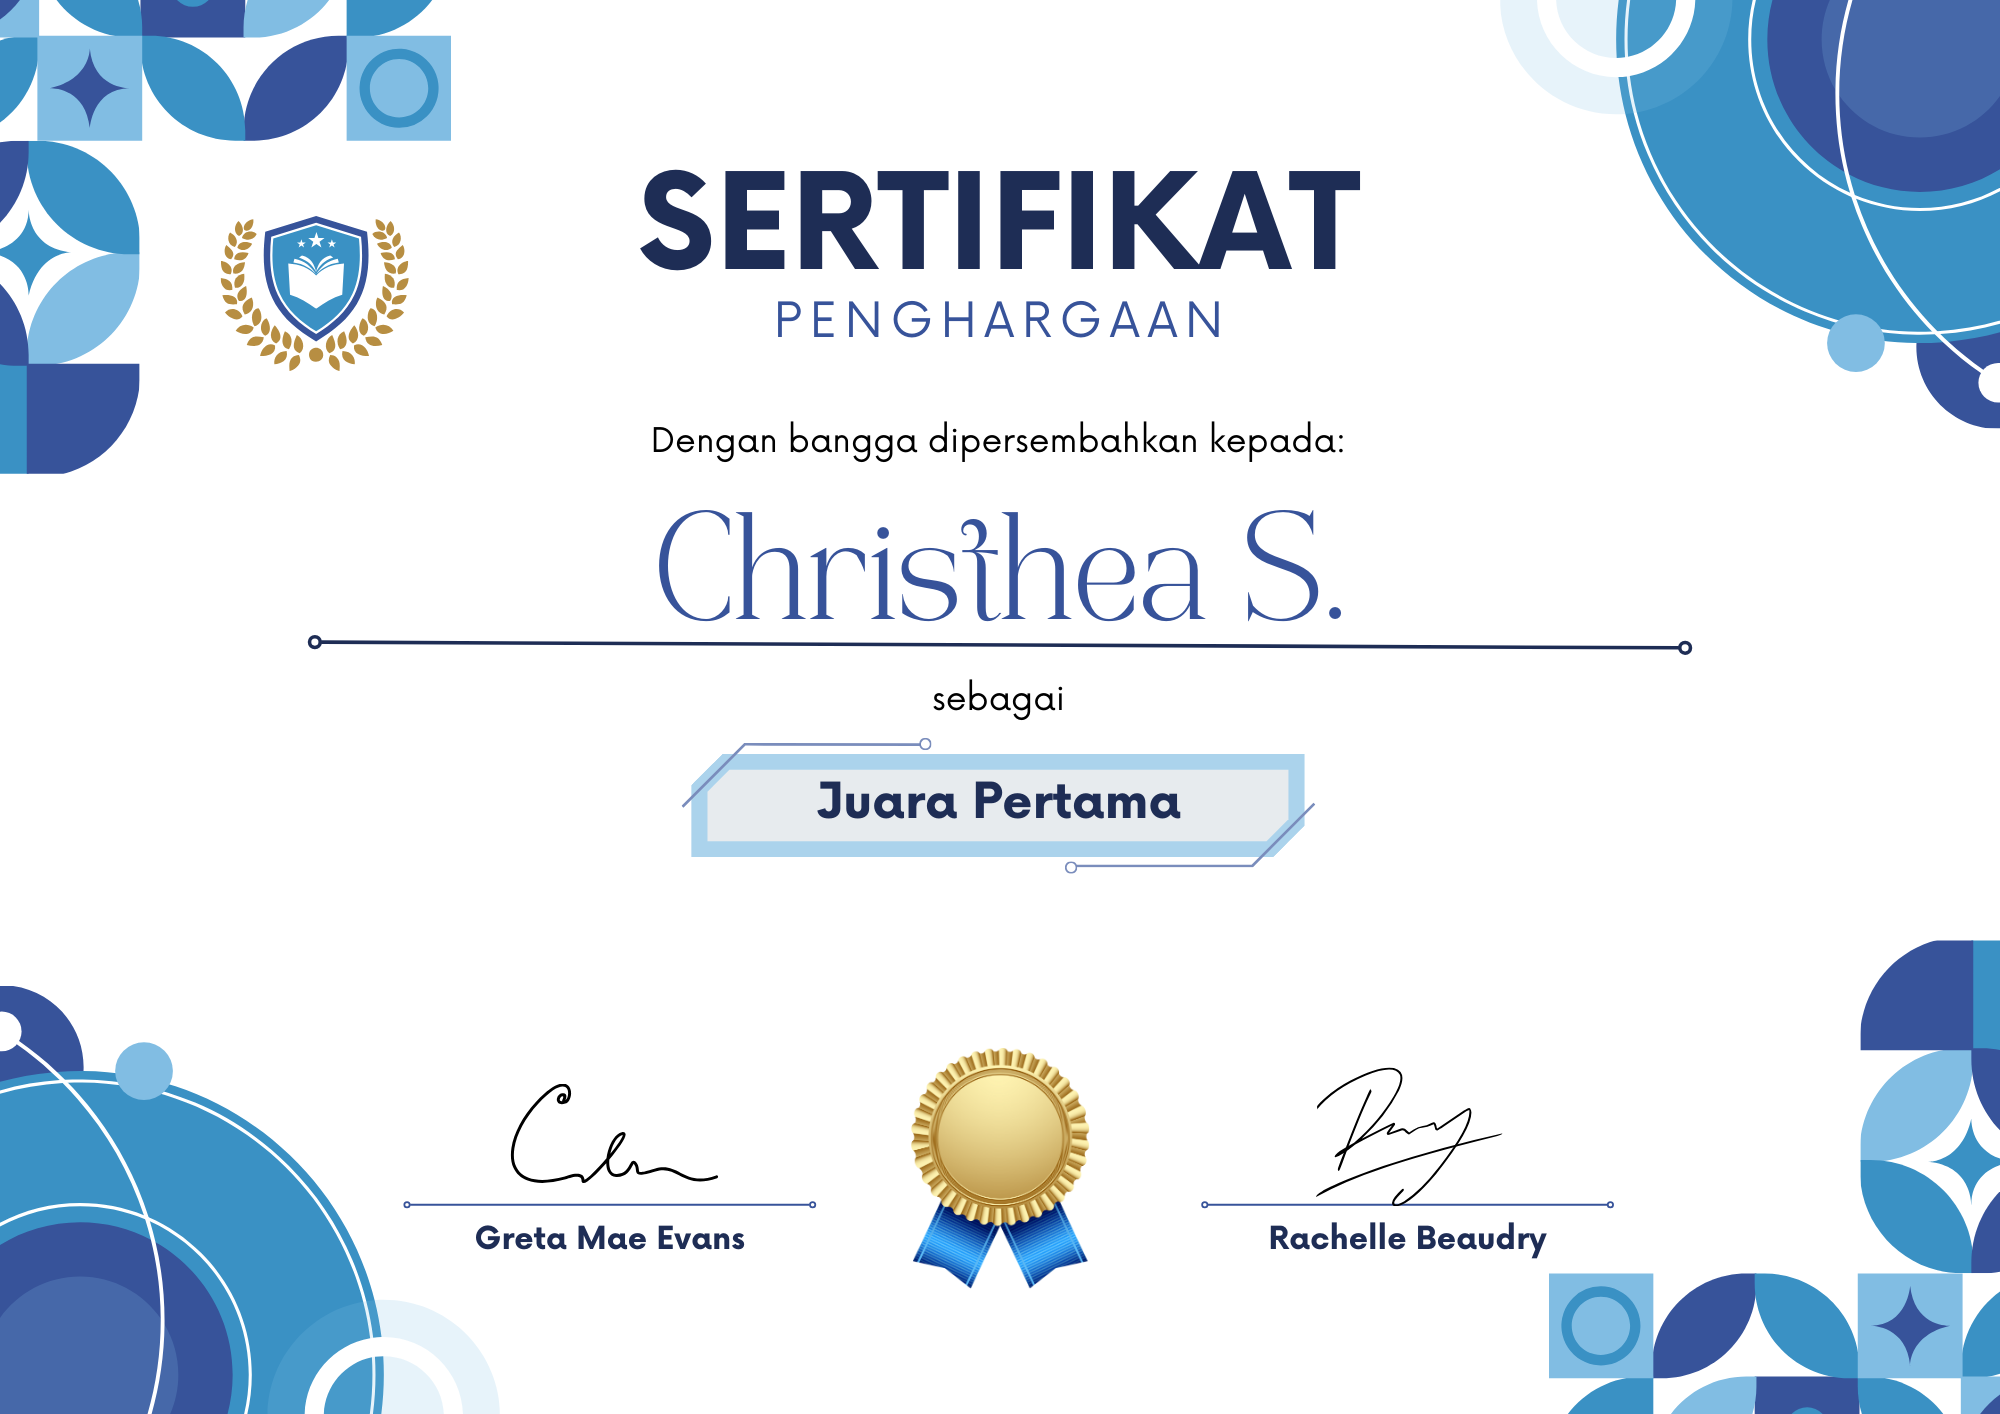 SERTIFIKAT
PENGHARGAAN
Dengan bangga dipersembahkan kepada:
Christhea S.
sebagai
Juara Pertama
Greta Mae Evans
Rachelle Beaudry